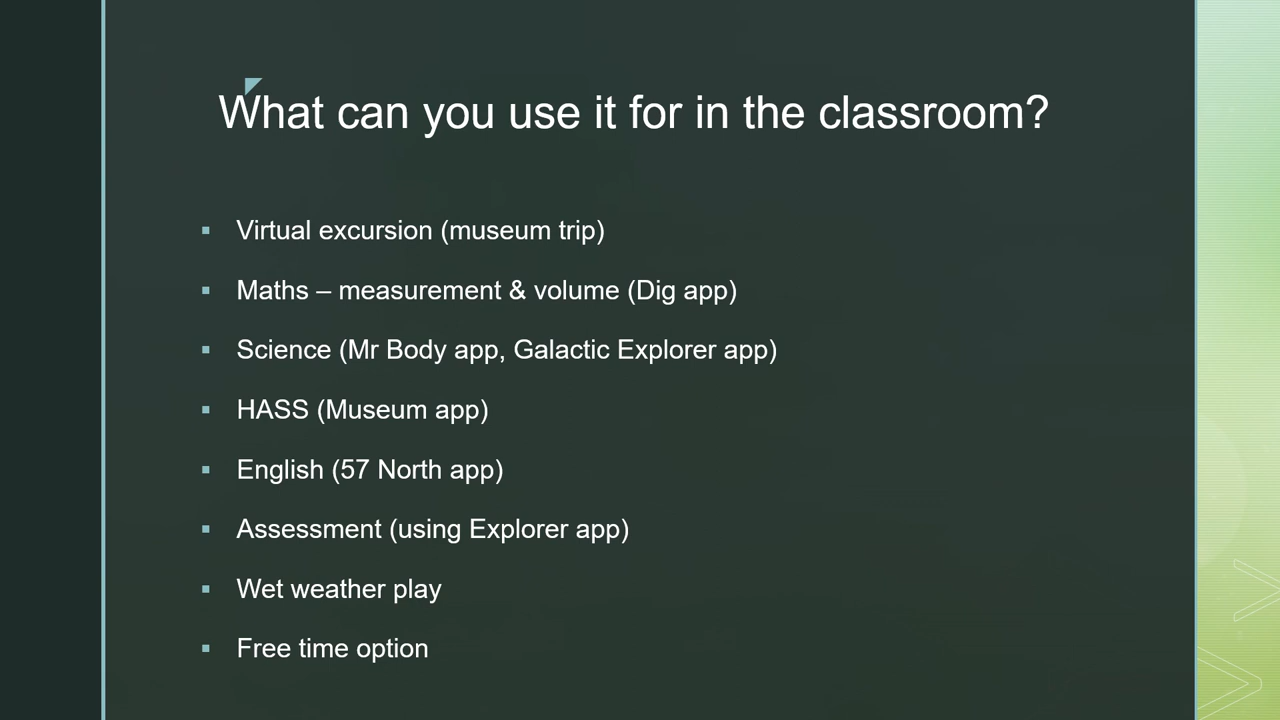 What can you use it for in the classroom?
Virtual excursion (museum trip)
Maths – measurement & volume (Dig app)
Science (Mr Body app, Galactic Explorer app)
HASS (Museum app)
English (57 North app)
Assessment (using Explorer app)
Wet weather play
Free time option